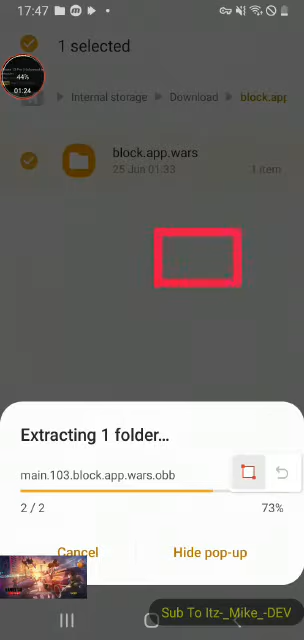 17:47
1 selected
44%
01:24
Internal storage
Download
block.app
block.app.wars
25 Jun 01:33
1 item
Extracting 1 folder...
main.103.block.app.wars.obb
2 / 2
73%
Cancel
Hide pop-up
Sub To Itz-_Mike_-DEV